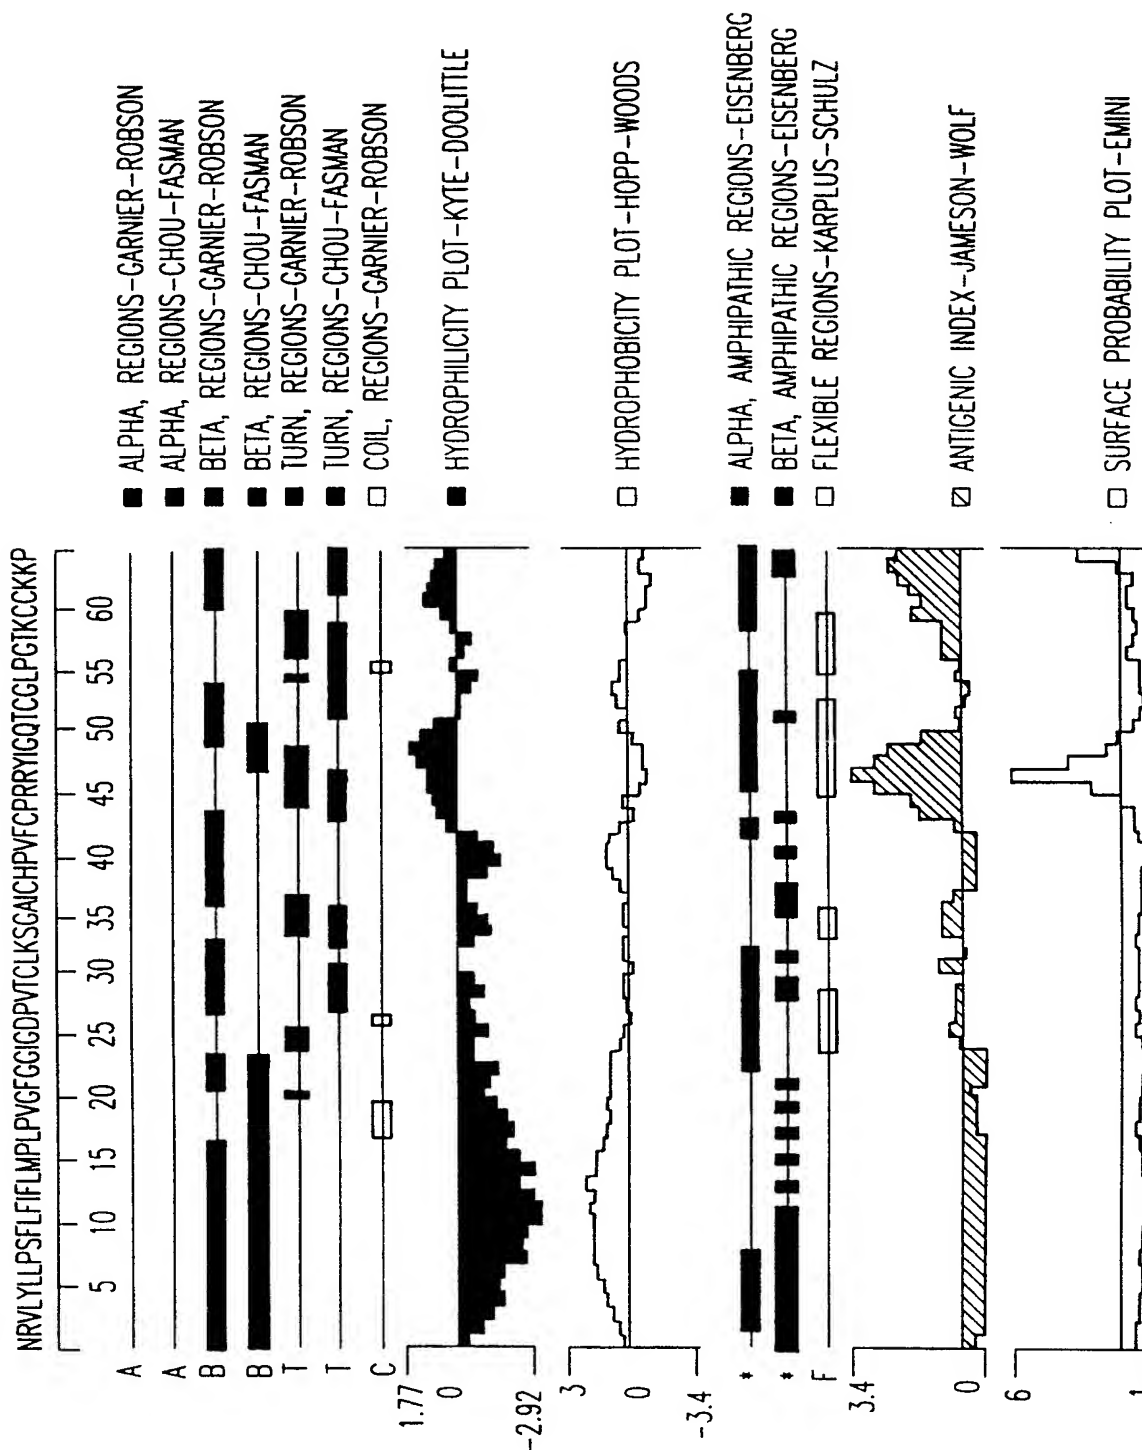 NRVLYLLPSFLFIFLMPLPVGFGGIGDPVTCLKSGAICHPVFCPRRYIGQTCGLPGTKCCKKP
5 10 15 20 25 30 35 40 45 50 55 60
A ■ ALPHA, REGIONS-GARNIER-ROBSON
A ■ ALPHA, REGIONS-CHOU-FASMAN
B ■ BETA, REGIONS-GARNIER-ROBSON
B ■ BETA, REGIONS-CHOU-FASMAN
T ■ TURN, REGIONS-GARNIER-ROBSON
T ■ TURN, REGIONS-CHOU-FASMAN
C □ COIL, REGIONS-GARNIER-ROBSON
1.77
0 ■ HYDROPHILICITY PLOT-KYTE-DOOLITTLE
-2.92
3
0 □ HYDROPHOBICITY PLOT-HOPP-WOODS
-3.4
* ■ ALPHA, AMPHIPATHIC REGIONS-EISENBERG
* ■ BETA, AMPHIPATHIC REGIONS-EISENBERG
F □ FLEXIBLE REGIONS-KARPLUS-SCHULZ
3.4
ANTIGENIC INDEX-JAMESON-WOLF
0
6
□ SURFACE PROBABILITY PLOT-EMINI
1